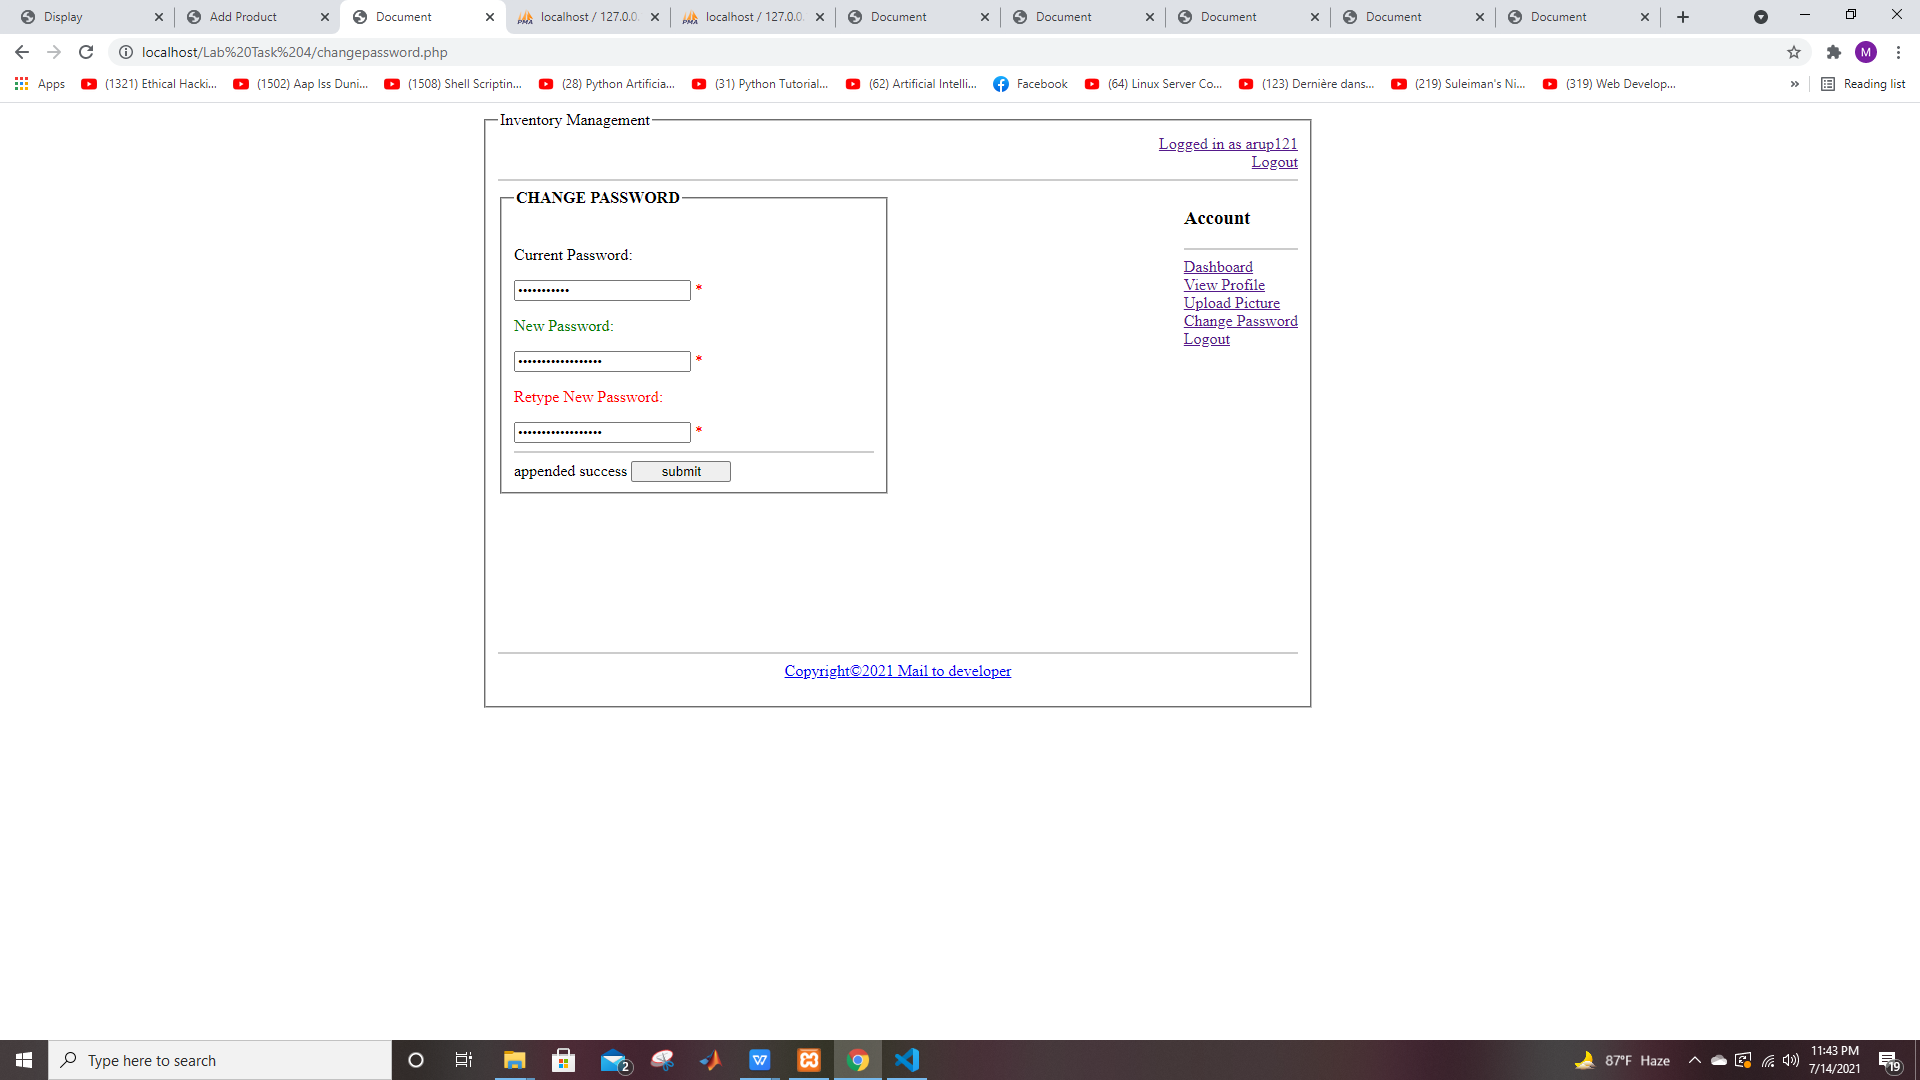 Display
Add Product
Document
localhost / 127.0.0.
localhost / 127.0.0.
Document
Document
Document
Document
Document
localhost/Lab%20Task%204/changepassword.php
M
Apps
(1321) Ethical Hacki...
(1502) Aap Iss Duni...
(1508) Shell Scriptin...
(28) Python Artificia...
(31) Python Tutorial...
(62) Artificial Intelli...
Facebook
(64) Linux Server Co...
(123) Dernière dans...
(219) Suleiman's Ni...
(319) Web Develop...
»
Reading list
Inventory Management
Logged in as arup121
Logout
CHANGE PASSWORD
Account
Current Password:
*
New Password:
*
Retype New Password:
*
appended success submit
Dashboard
View Profile
Upload Picture
Change Password
Logout
Copyright©2021 Mail to developer
Type here to search
2
87°F Haze
11:43 PM
7/14/2021
19